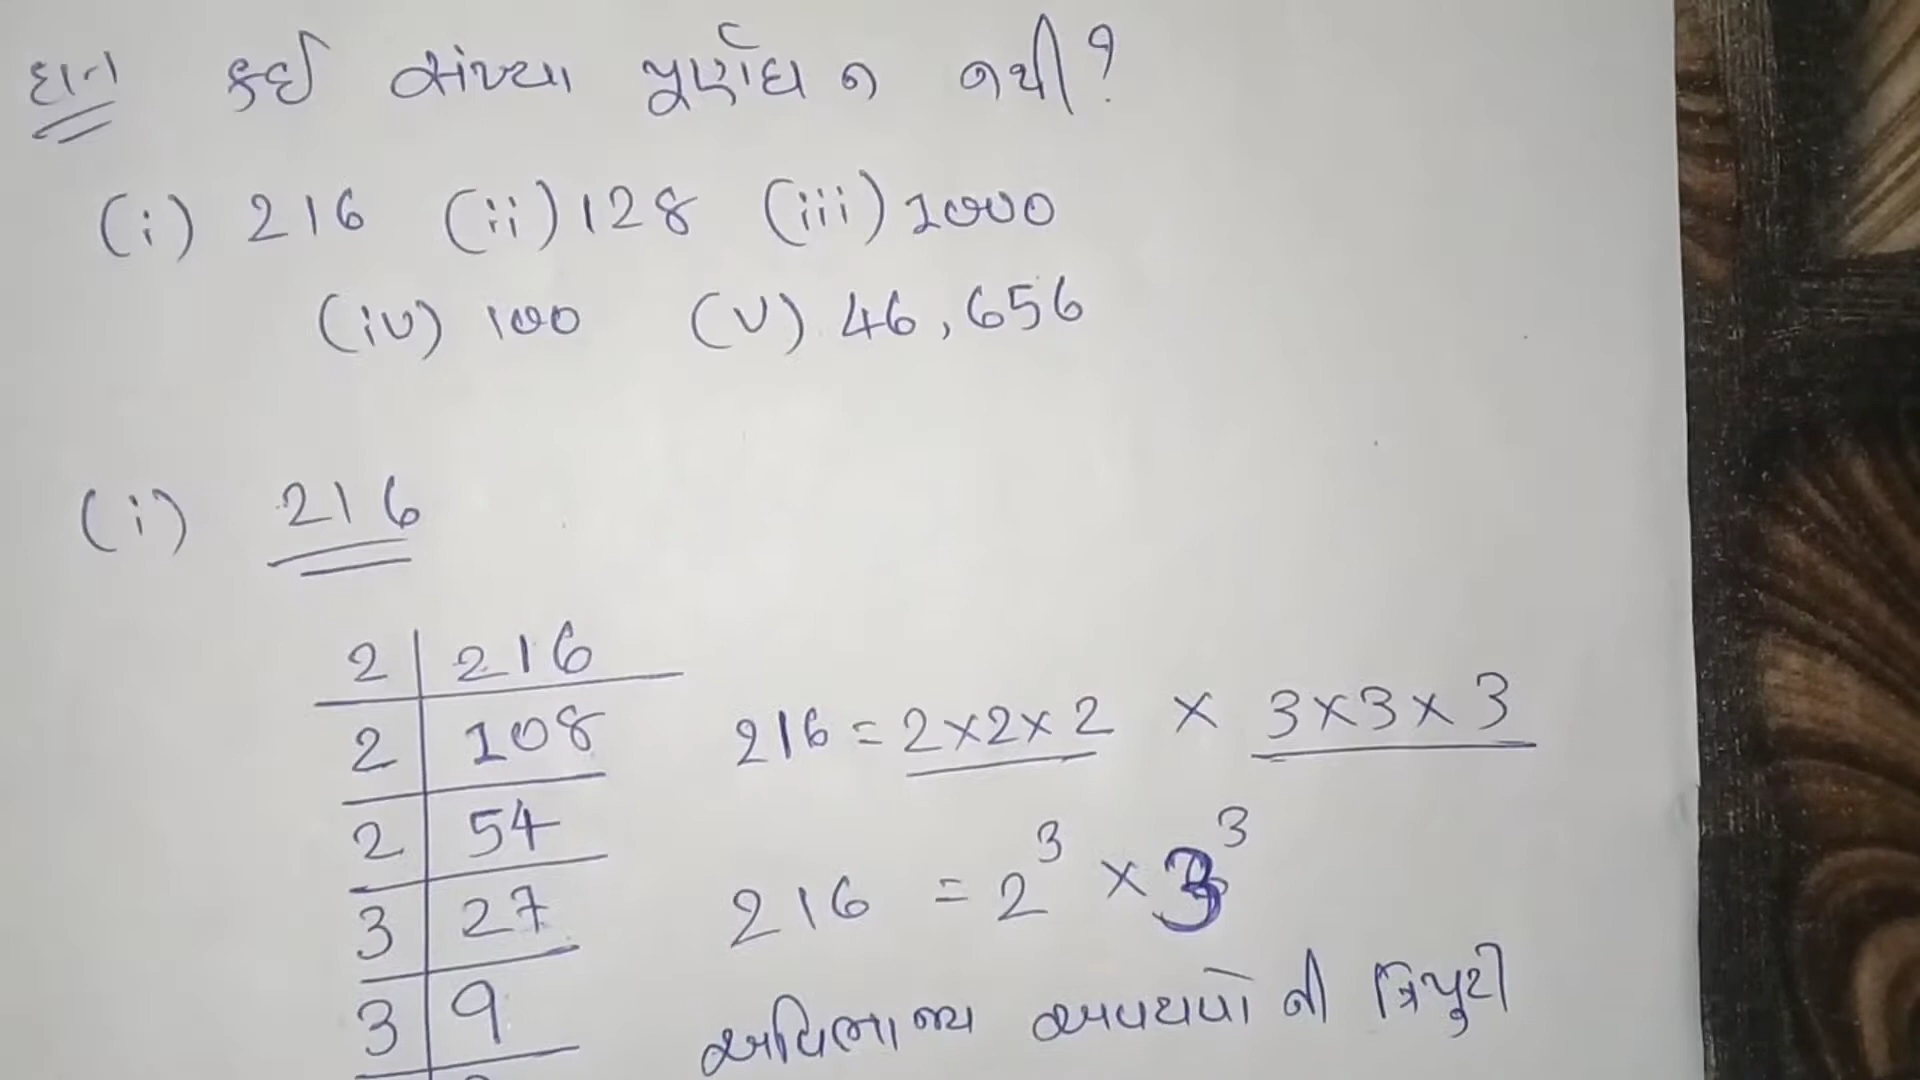 દાખલો કઈ સંખ્યા પૂર્ણઘન નથી?
(i) 216 (ii) 128 (iii) 1000
(iv) 100 (v) 46,656
(i) 216
2 | 216
2 | 108
2 | 54
3 | 27
3 | 9
216 = 2×2×2 × 3×3×3
216 = 2³ × 3³
અવિભાજ્ય અવયવો ની ત્રિપુટી